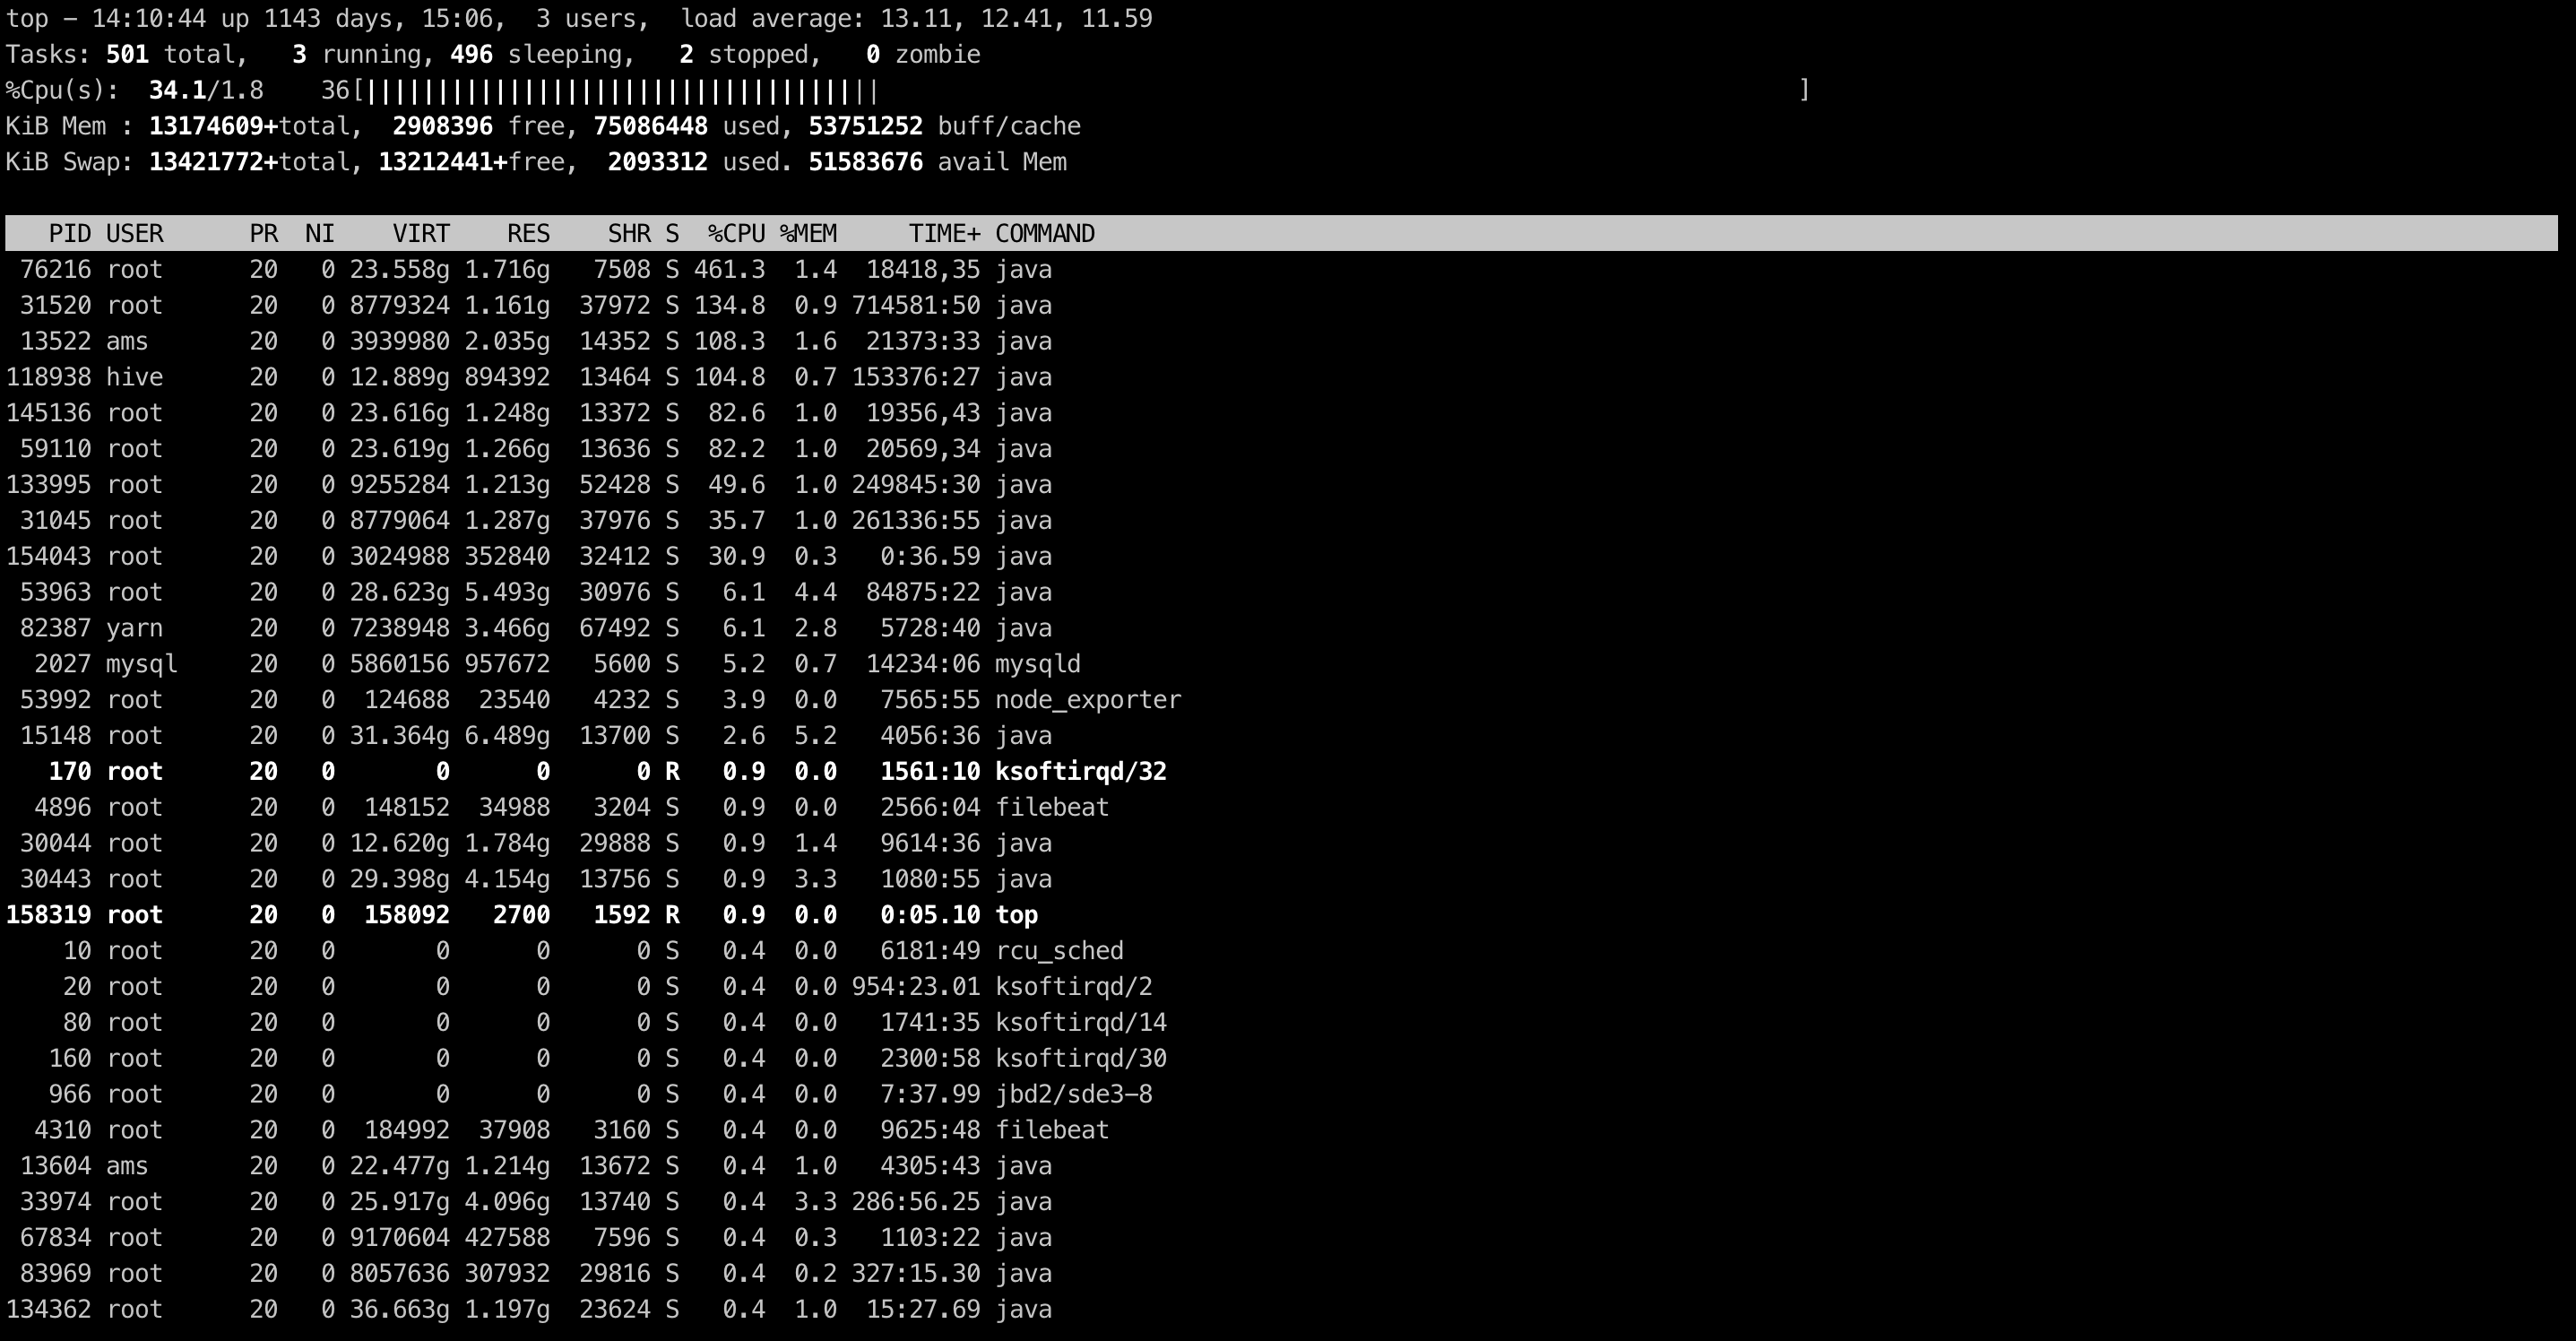 top - 14:10:44 up 1143 days, 15:06,  3 users,  load average: 13.11, 12.41, 11.59
Tasks: 501 total,   3 running, 496 sleeping,   2 stopped,   0 zombie
%Cpu(s):  34.1/1.8    36[|||||||||||||||||||||||||||||||||||| ]
KiB Mem : 13174609+total,  2908396 free, 75086448 used, 53751252 buff/cache
KiB Swap: 13421772+total, 13212441+free,  2093312 used. 51583676 avail Mem
PID USER PR NI VIRT RES SHR S %CPU %MEM TIME+ COMMAND
76216 root 20 0 23.558g 1.716g 7508 S 461.3 1.4 18418,35 java
31520 root 20 0 8779324 1.161g 37972 S 134.8 0.9 714581:50 java
13522 ams 20 0 3939980 2.035g 14352 S 108.3 1.6 21373:33 java
118938 hive 20 0 12.889g 894392 13464 S 104.8 0.7 153376:27 java
145136 root 20 0 23.616g 1.248g 13372 S 82.6 1.0 19356,43 java
59110 root 20 0 23.619g 1.266g 13636 S 82.2 1.0 20569,34 java
133995 root 20 0 9255284 1.213g 52428 S 49.6 1.0 249845:30 java
31045 root 20 0 8779064 1.287g 37976 S 35.7 1.0 261336:55 java
154043 root 20 0 3024988 352840 32412 S 30.9 0.3 0:36.59 java
53963 root 20 0 28.623g 5.493g 30976 S 6.1 4.4 84875:22 java
82387 yarn 20 0 7238948 3.466g 67492 S 6.1 2.8 5728:40 java
2027 mysql 20 0 5860156 957672 5600 S 5.2 0.7 14234:06 mysqld
53992 root 20 0 124688 23540 4232 S 3.9 0.0 7565:55 node_exporter
15148 root 20 0 31.364g 6.489g 13700 S 2.6 5.2 4056:36 java
170 root 20 0 0 0 0 R 0.9 0.0 1561:10 ksoftirqd/32
4896 root 20 0 148152 34988 3204 S 0.9 0.0 2566:04 filebeat
30044 root 20 0 12.620g 1.784g 29888 S 0.9 1.4 9614:36 java
30443 root 20 0 29.398g 4.154g 13756 S 0.9 3.3 1080:55 java
158319 root 20 0 158092 2700 1592 R 0.9 0.0 0:05.10 top
10 root 20 0 0 0 0 S 0.4 0.0 6181:49 rcu_sched
20 root 20 0 0 0 0 S 0.4 0.0 954:23.01 ksoftirqd/2
80 root 20 0 0 0 0 S 0.4 0.0 1741:35 ksoftirqd/14
160 root 20 0 0 0 0 S 0.4 0.0 2300:58 ksoftirqd/30
966 root 20 0 0 0 0 S 0.4 0.0 7:37.99 jbd2/sde3-8
4310 root 20 0 184992 37908 3160 S 0.4 0.0 9625:48 filebeat
13604 ams 20 0 22.477g 1.214g 13672 S 0.4 1.0 4305:43 java
33974 root 20 0 25.917g 4.096g 13740 S 0.4 3.3 286:56.25 java
67834 root 20 0 9170604 427588 7596 S 0.4 0.3 1103:22 java
83969 root 20 0 8057636 307932 29816 S 0.4 0.2 327:15.30 java
134362 root 20 0 36.663g 1.197g 23624 S 0.4 1.0 15:27.69 java